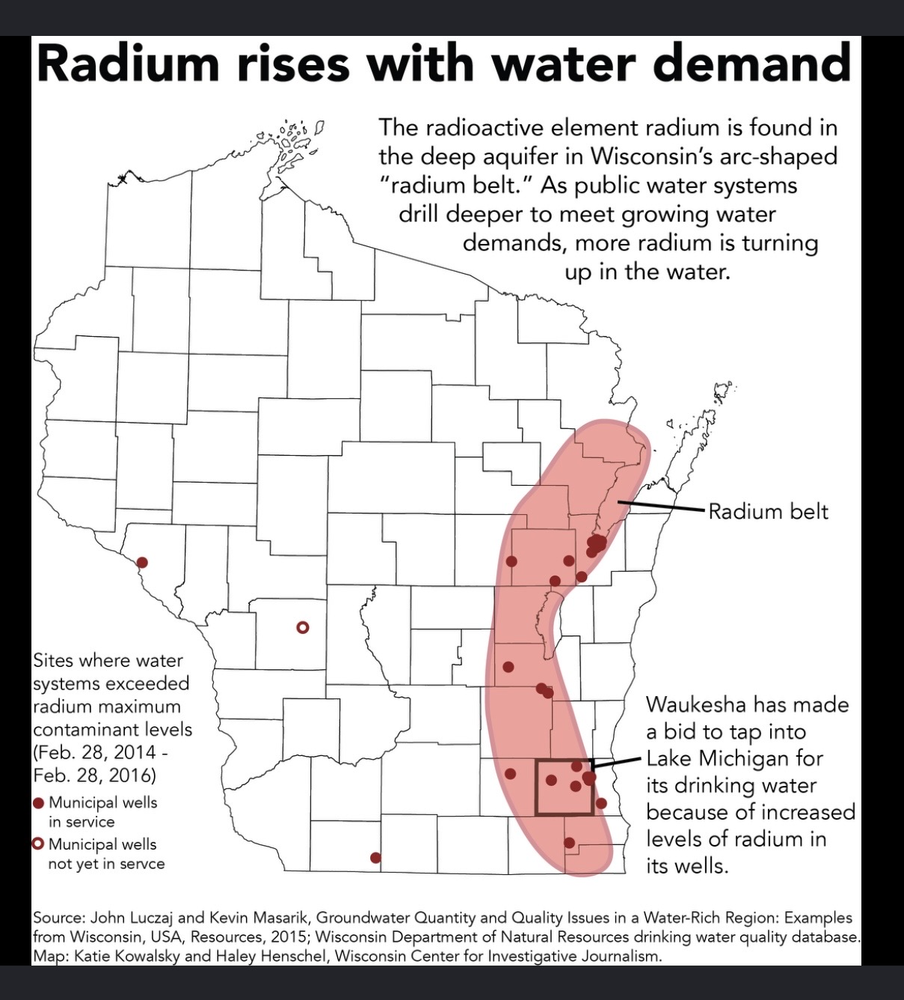 Radium rises with water demand
The radioactive element radium is found in
the deep aquifer in Wisconsin’s arc-shaped
“radium belt.” As public water systems
drill deeper to meet growing water
demands, more radium is turning
up in the water.
Radium belt
Sites where water
systems exceeded
radium maximum
contaminant levels
(Feb. 28, 2014 -
Feb. 28, 2016)
Municipal wells
in service
Municipal wells
not yet in servce
Waukesha has made
a bid to tap into
Lake Michigan for
its drinking water
because of increased
levels of radium in
its wells.
Source: John Luczaj and Kevin Masarik, Groundwater Quantity and Quality Issues in a Water-Rich Region: Examples
from Wisconsin, USA, Resources, 2015; Wisconsin Department of Natural Resources drinking water quality database.
Map: Katie Kowalsky and Haley Henschel, Wisconsin Center for Investigative Journalism.